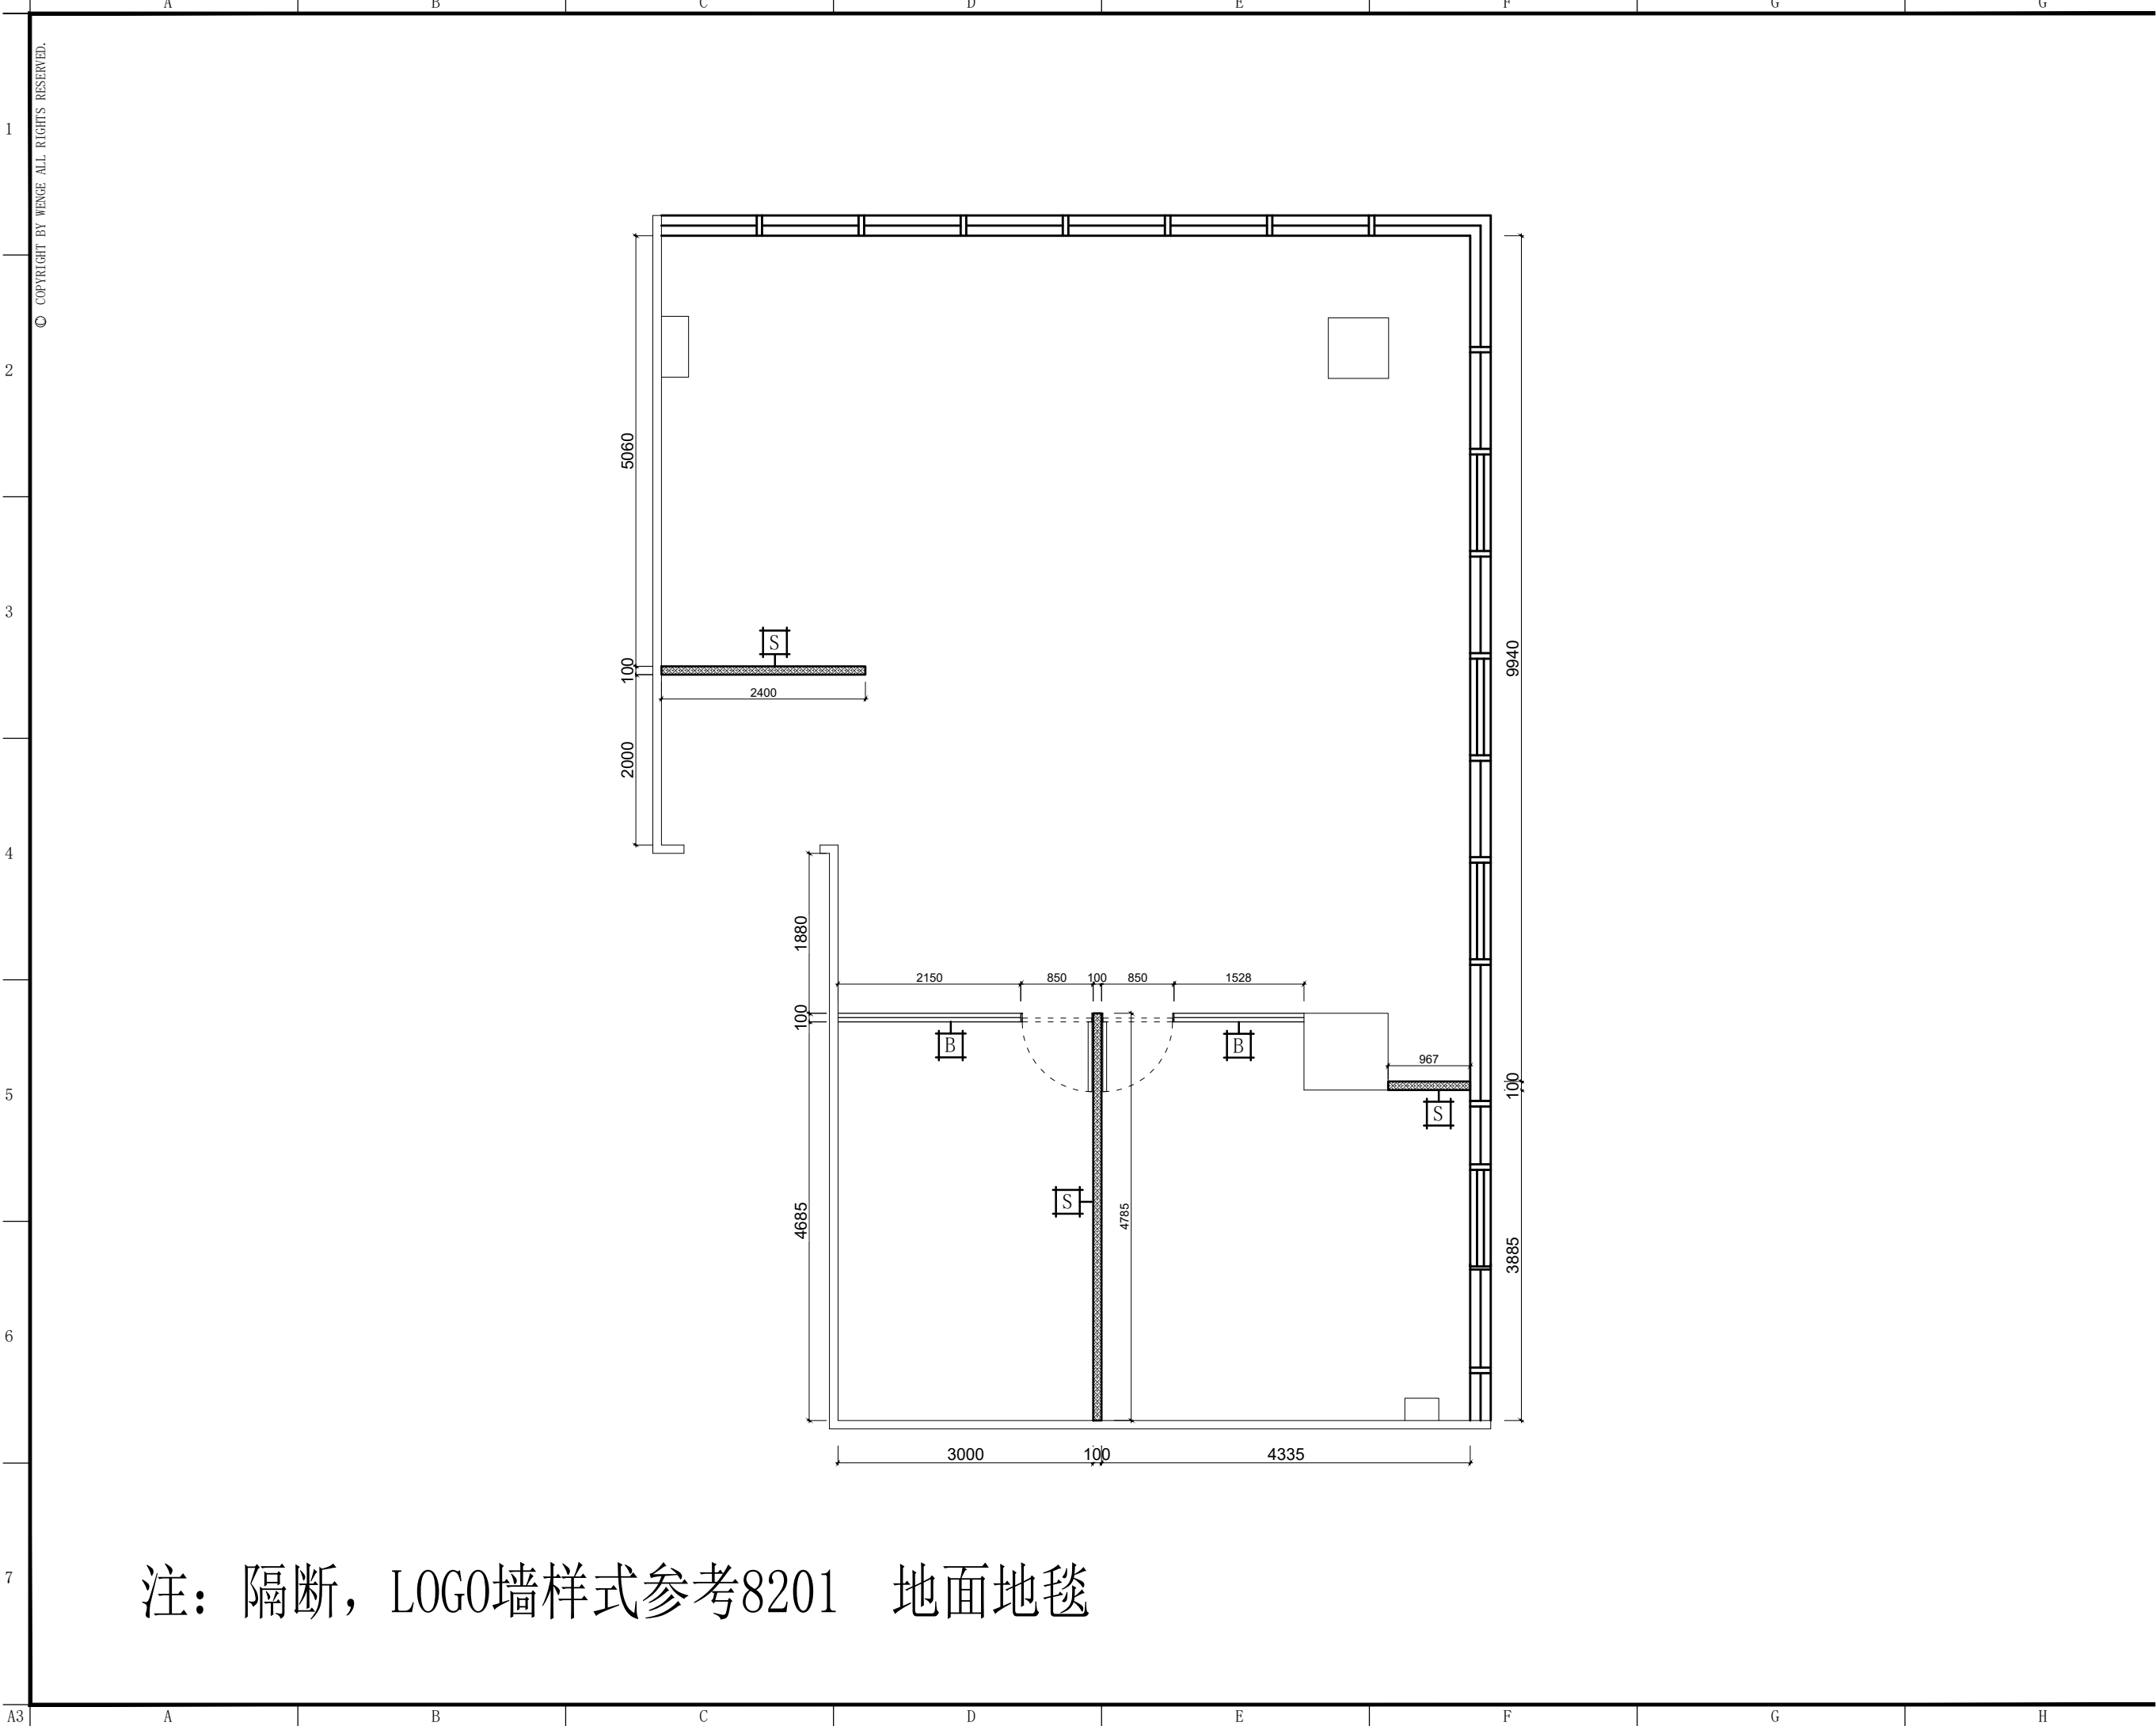 A B C D E F G G
© COPYRIGHT BY WENGE ALL RIGHTS RESERVED.
1
2
3
4
5
6
7
5060
100
2000
S
2400
9940
100
3885
1880
100
4685
2150 850 100 850 1528
B
B
967
S
S
4785
3000 100 4335
注：隔断，LOGO墙样式参考8201 地面地毯
A3 A B C D E F G H